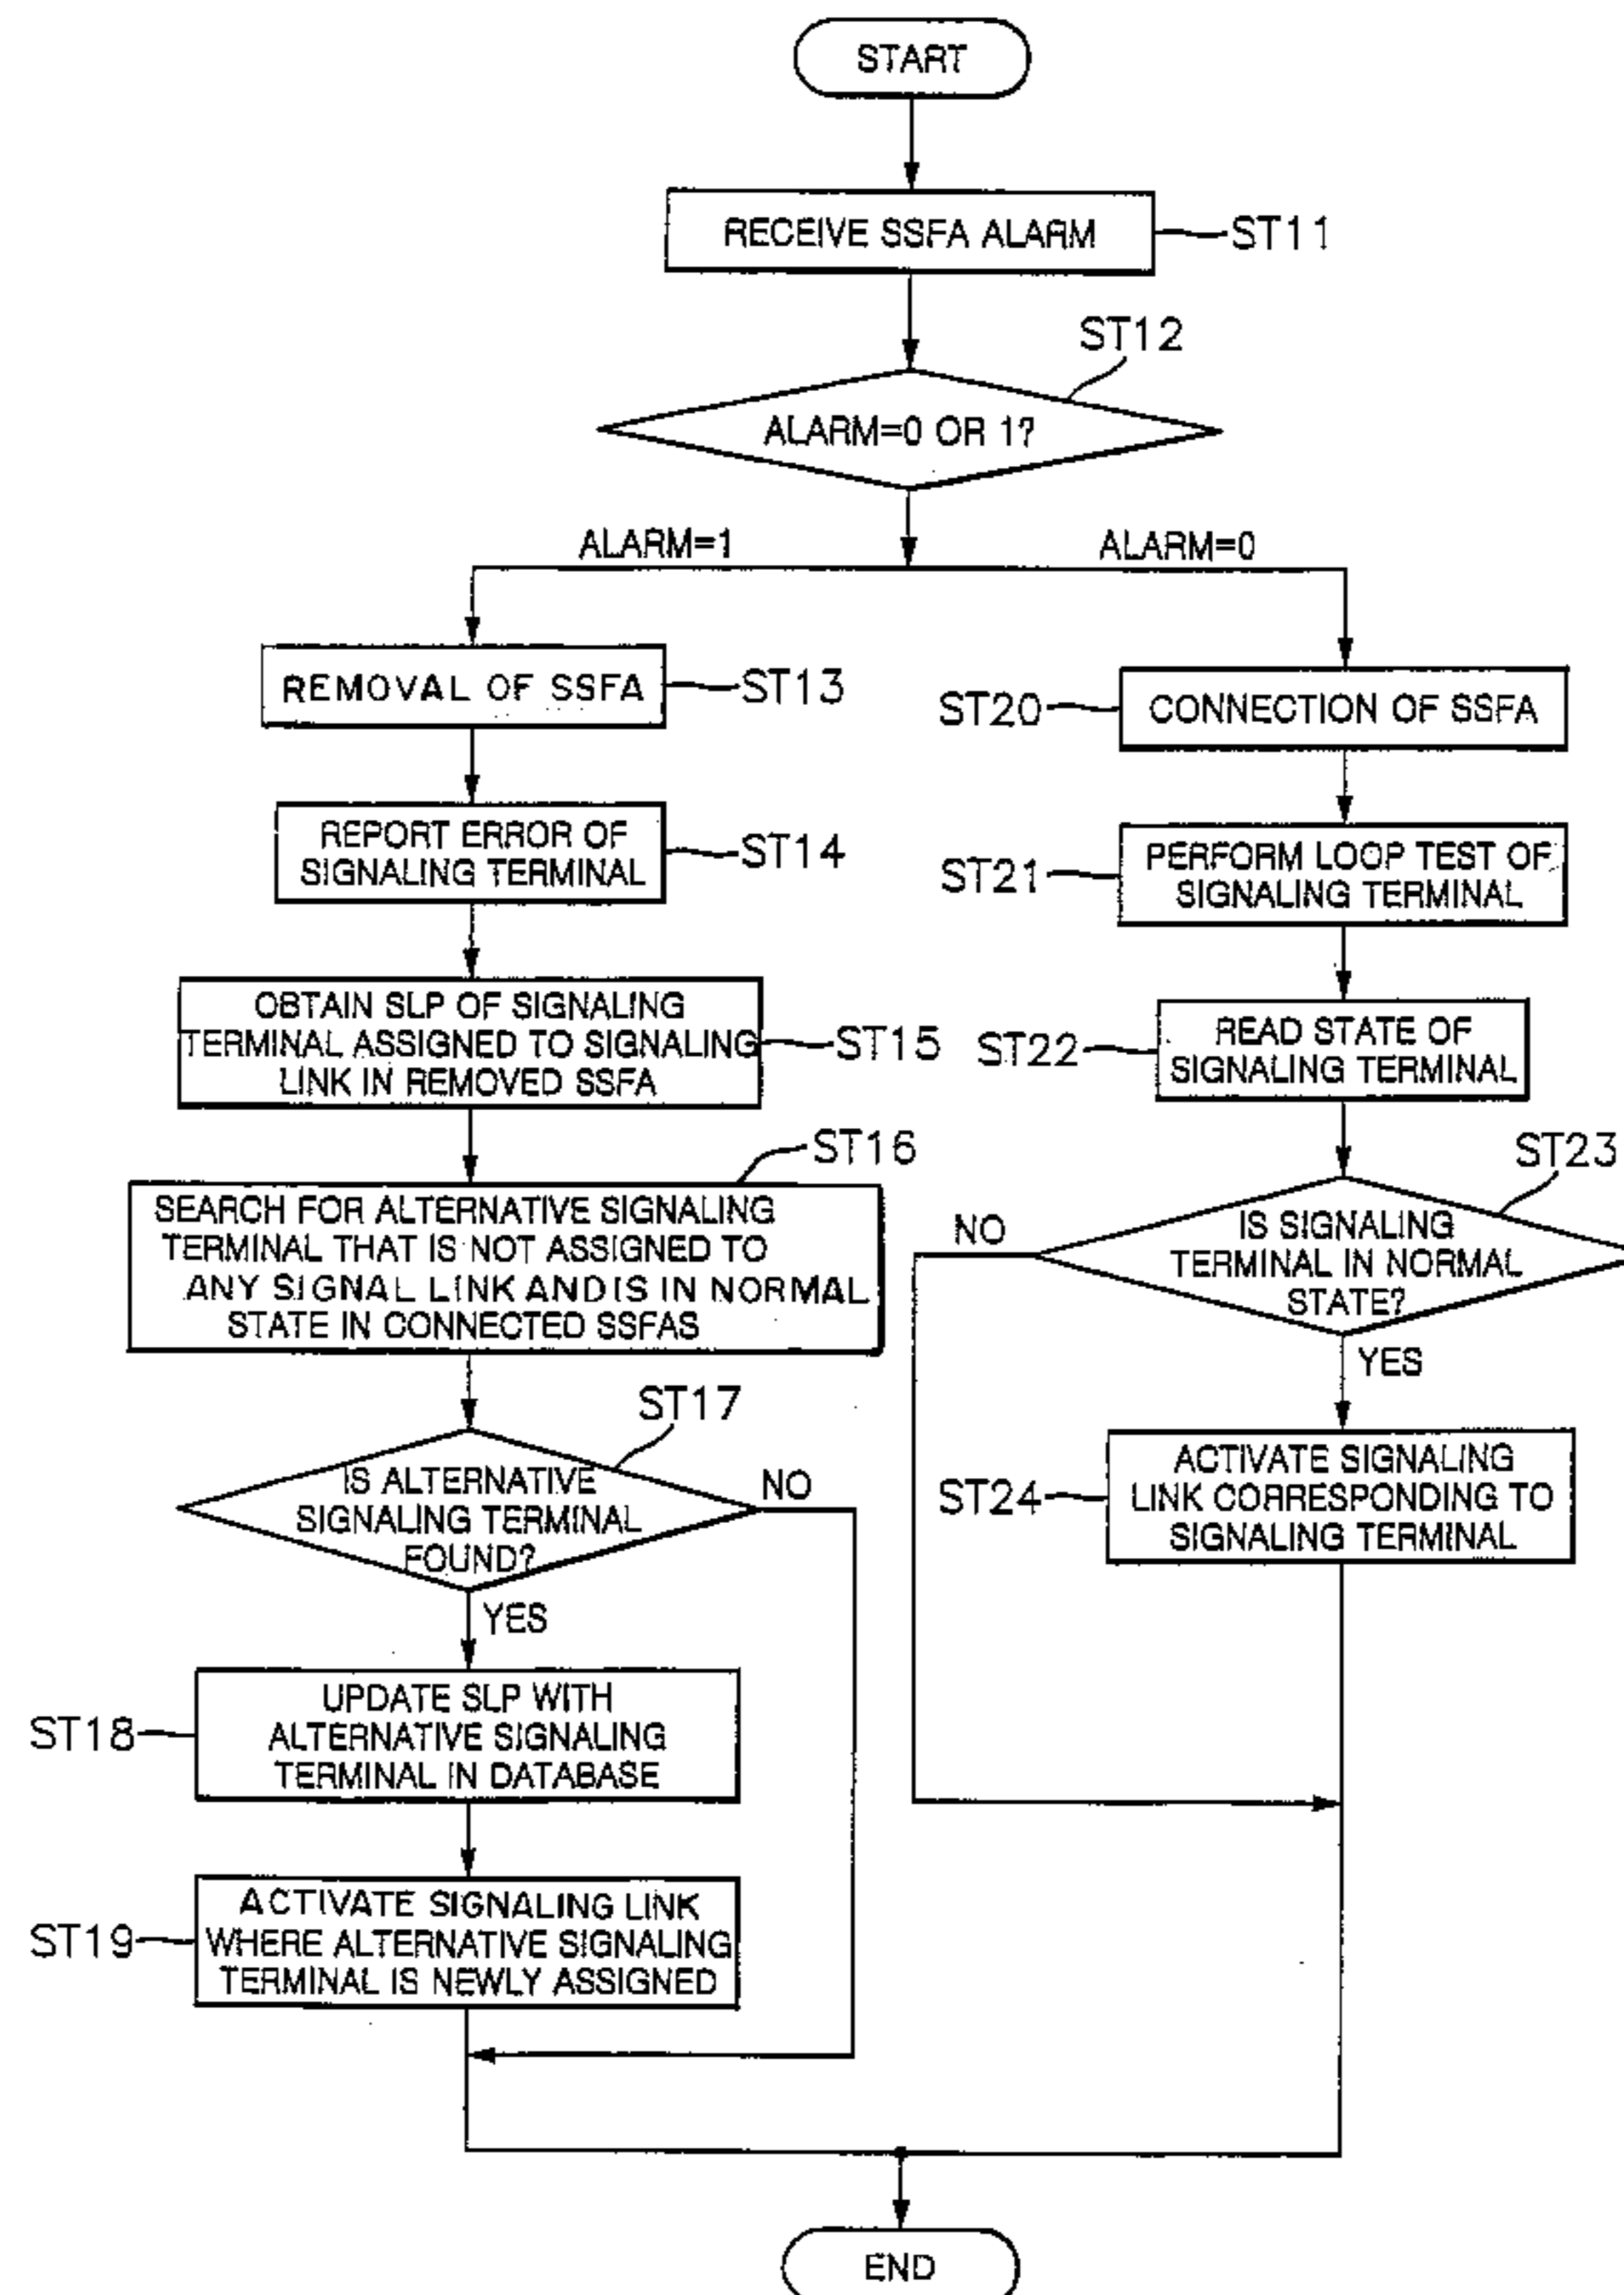 START
RECEIVE SSFA ALARM
ST11
ST12
ALARM=0 OR 1?
ALARM=1
ALARM=0
REMOVAL OF SSFA
ST13
REPORT ERROR OF
SIGNALING TERMINAL
ST14
OBTAIN SLP OF SIGNALING
TERMINAL ASSIGNED TO SIGNALING
LINK IN REMOVED SSFA
ST15
ST16
SEARCH FOR ALTERNATIVE SIGNALING
TERMINAL THAT IS NOT ASSIGNED TO
ANY SIGNAL LINK AND IS IN NORMAL
STATE IN CONNECTED SSFAS
ST17
IS ALTERNATIVE
SIGNALING TERMINAL
FOUND?
NO
YES
ST18
UPDATE SLP WITH
ALTERNATIVE SIGNALING
TERMINAL IN DATABASE
ST19
ACTIVATE SIGNALING LINK
WHERE ALTERNATIVE SIGNALING
TERMINAL IS NEWLY ASSIGNED
ST20
CONNECTION OF SSFA
ST21
PERFORM LOOP TEST OF
SIGNALING TERMINAL
ST22
READ STATE OF
SIGNALING TERMINAL
ST23
IS SIGNALING
TERMINAL IN NORMAL
STATE?
NO
YES
ST24
ACTIVATE SIGNALING
LINK CORRESPONDING TO
SIGNALING TERMINAL
END